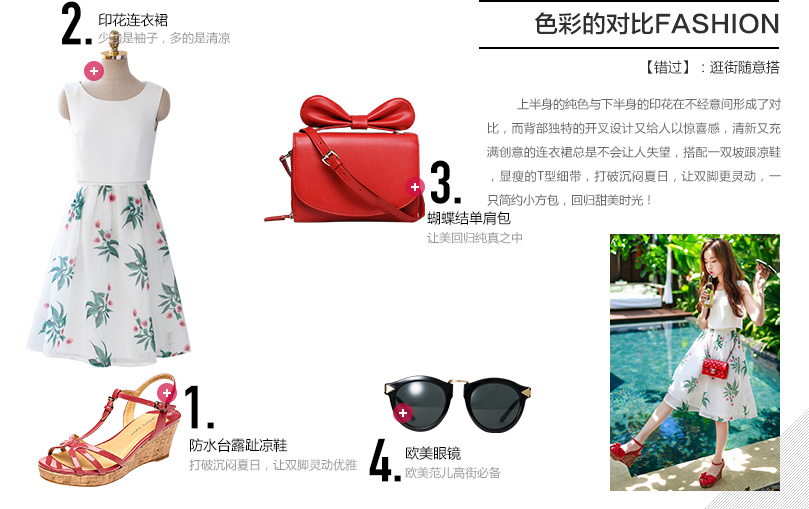 2.
印花连衣裙
少的是袖子，多的是清凉
色彩的对比FASHION
【错过】：逛街随意搭
上半身的纯色与下半身的印花在不经意间形成了对
比，而背部独特的开叉设计又给人以惊喜感，清新又充
满创意的连衣裙总是不会让人失望，搭配一双坡跟凉鞋
，显瘦的T型细带，打破沉闷夏日，让双脚更灵动，一
只简约小方包，回归甜美时光！
3.
蝴蝶结单肩包
让美回归纯真之中
1.
防水台露趾凉鞋
打破沉闷夏日，让双脚灵动优雅
4.
欧美眼镜
欧美范儿高街必备